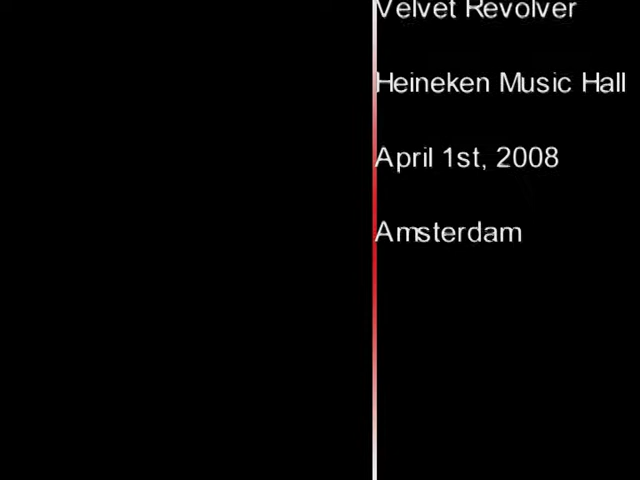 Velvet Revolver
Heineken Music Hall
April 1st, 2008
Amsterdam